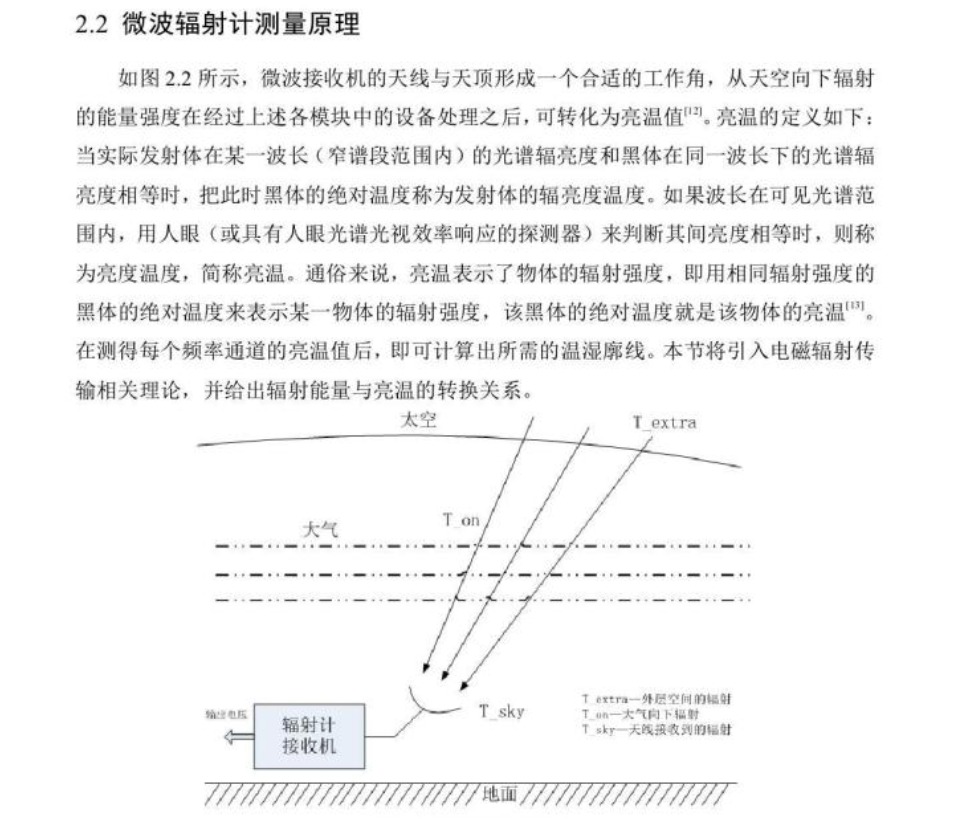 2.2 微波辐射计测量原理
如图 2.2 所示，微波接收机的天线与天顶形成一个合适的工作角，从天空向下辐射
的能量强度在经过上述各模块中的设备处理之后，可转化为亮温值[12]。亮温的定义如下：
当实际发射体在某一波长（窄谱段范围内）的光谱辐亮度和黑体在同一波长下的光谱辐
亮度相等时，把此时黑体的绝对温度称为发射体的辐亮度温度。如果波长在可见光谱范
围内，用人眼（或具有人眼光谱光视效率响应的探测器）来判断其间亮度相等时，则称
为亮度温度，简称亮温。通俗来说，亮温表示了物体的辐射强度，即用相同辐射强度的
黑体的绝对温度来表示某一物体的辐射强度，该黑体的绝对温度就是该物体的亮温[13]。
在测得每个频率通道的亮温值后，即可计算出所需的温湿廓线。本节将引入电磁辐射传
输相关理论，并给出辐射能量与亮温的转换关系。
太空
T_extra
T_on
大气
T_sky
T_extra—外层空间的辐射
T_on—大气向下辐射
T_sky—天线接收到的辐射
输出电压
辐射计
接收机
地面